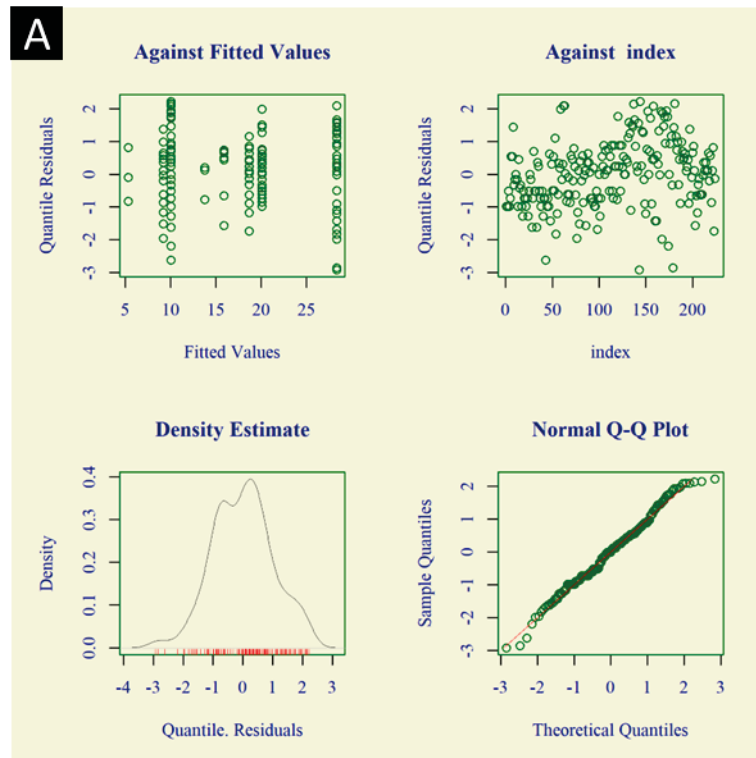 A
Against Fitted Values
Quantile Residuals
2
1
0
-1
-2
-3
5 10 15 20 25
Fitted Values
Against index
Quantile Residuals
2
1
0
-1
-2
-3
0 50 100 150 200
index
Density Estimate
Density
0.4
0.3
0.2
0.1
0.0
-4 -3 -2 -1 0 1 2 3
Quantile. Residuals
Normal Q-Q Plot
Sample Quantiles
2
1
0
-1
-2
-3
-3 -2 -1 0 1 2 3
Theoretical Quantiles